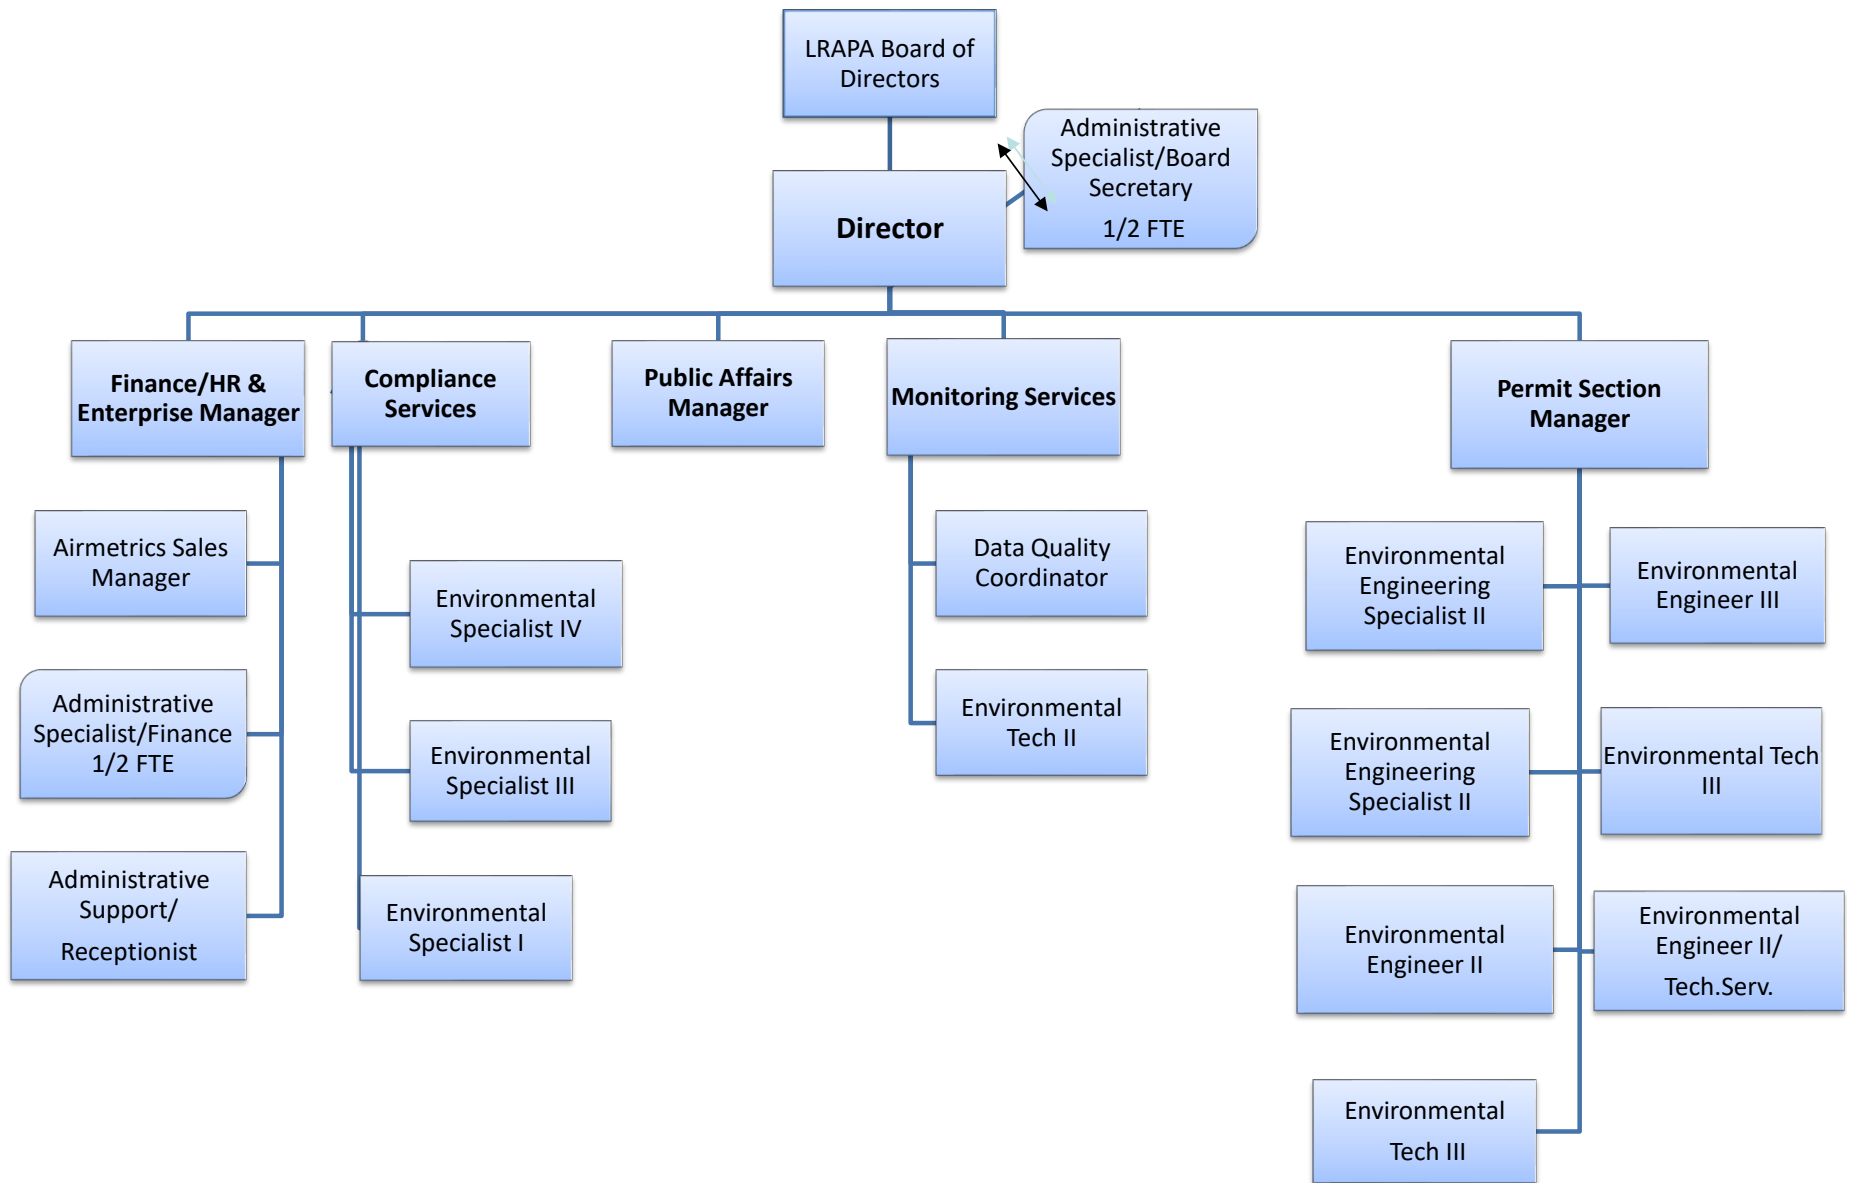 LRAPA Board of
Directors
Administrative
Specialist/Board
Secretary
1/2 FTE
Director
Finance/HR &
Enterprise Manager
Compliance
Services
Public Affairs
Manager
Monitoring Services
Permit Section
Manager
Airmetrics Sales
Manager
Administrative
Specialist/Finance
1/2 FTE
Administrative
Support/
Receptionist
Environmental
Specialist IV
Environmental
Specialist III
Environmental
Specialist I
Data Quality
Coordinator
Environmental
Tech II
Environmental
Engineering
Specialist II
Environmental
Engineer III
Environmental
Engineering
Specialist II
Environmental Tech
III
Environmental
Engineer II
Environmental
Engineer II/
Tech.Serv.
Environmental
Tech III